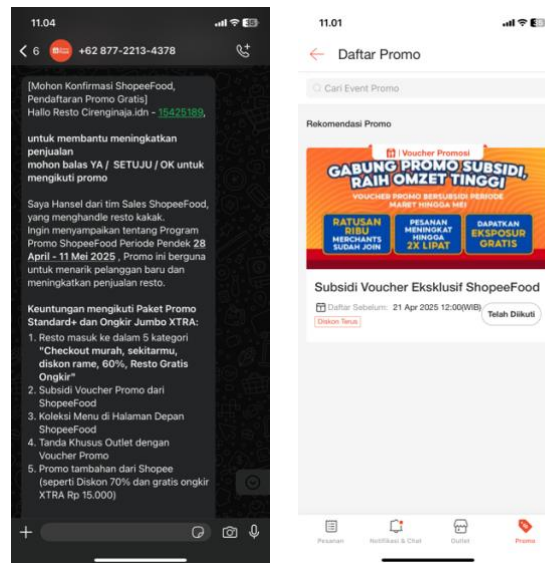 11.04
6
+62 877-2213-4378
[Mohon Konfirmasi ShopeeFood,
Pendaftaran Promo Gratis]
Hallo Resto Cirenginaja.idn - 15425189,
untuk membantu meningkatkan
penjualan
mohon balas YA / SETUJU / OK untuk
mengikuti promo
Saya Hansel dari tim Sales ShopeeFood,
yang menghandle resto kakak.
Ingin menyampaikan tentang Program
Promo ShopeeFood Periode Pendek 28
April - 11 Mei 2025 , Promo ini berguna
untuk menarik pelanggan baru dan
meningkatkan penjualan resto.
Keuntungan mengikuti Paket Promo
Standard+ dan Ongkir Jumbo XTRA:
1. Resto masuk ke dalam 5 kategori
"Checkout murah, sekitarmu,
diskon rame, 60%, Resto Gratis
Ongkir"
2. Subsidi Voucher Promo dari
ShopeeFood
3. Koleksi Menu di Halaman Depan
ShopeeFood
4. Tanda Khusus Outlet dengan
Voucher Promo
5. Promo tambahan dari Shopee
(seperti Diskon 70% dan gratis ongkir
XTRA Rp 15.000)
11.01
Daftar Promo
Cari Event Promo
Rekomendasi Promo
Voucher Promosi
GABUNG PROMO SUBSIDI,
RAIH OMZET TINGGI
VOUCHER PROMO BERSUBSIDI PERIODE
MARET HINGGA MEI
RATUSAN
RIBU
MERCHANTS
SUDAH JOIN
PESANAN
MENINGKAT
HINGGA
2X LIPAT
DAPATKAN
EKSPOSUR
GRATIS
Subsidi Voucher Eksklusif ShopeeFood
Daftar Sebelum: 21 Apr 2025 12:00(WIB)
Telah Diikuti
Diskon Terus
Pesanan
Notifikasi & Chat
Outlet
Promo